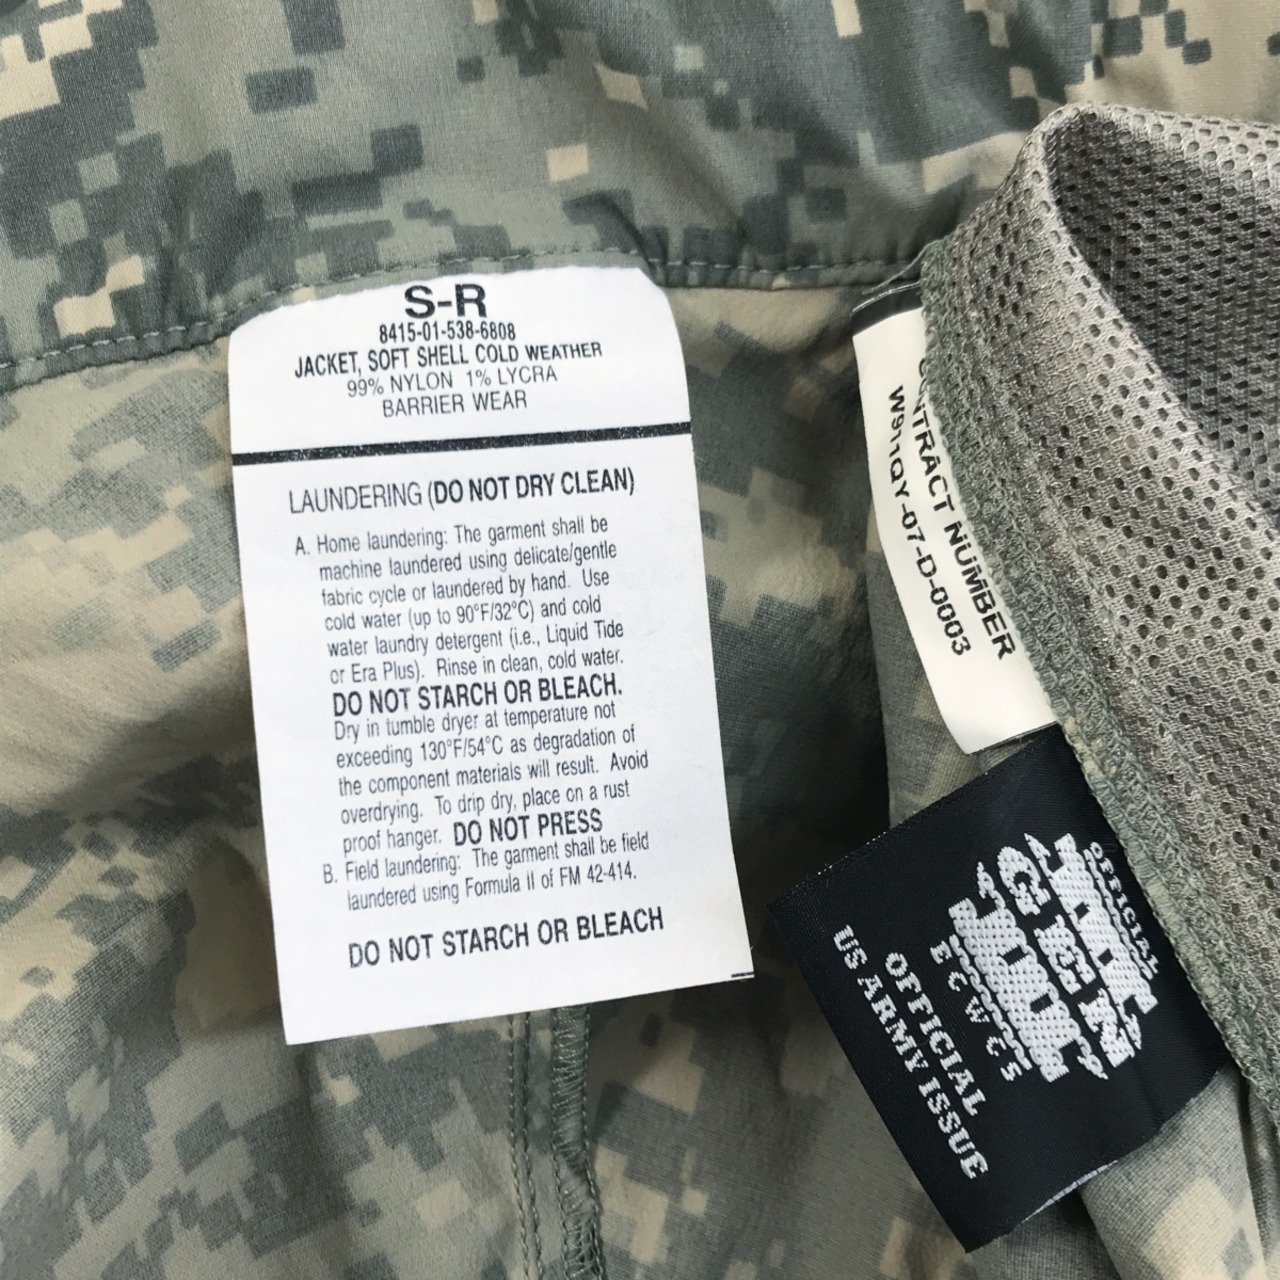 S-R
8415-01-538-6808
JACKET, SOFT SHELL COLD WEATHER
99% NYLON 1% LYCRA
BARRIER WEAR
LAUNDERING (DO NOT DRY CLEAN)
A. Home laundering: The garment shall be
machine laundered using delicate/gentle
fabric cycle or laundered by hand. Use
cold water (up to 90°F/32°C) and cold
water laundry detergent (i.e., Liquid Tide
or Era Plus). Rinse in clean, cold water.
DO NOT STARCH OR BLEACH.
Dry in tumble dryer at temperature not
exceeding 130°F/54°C as degradation of
the component materials will result. Avoid
overdrying. To drip dry, place on a rust
proof hanger. DO NOT PRESS
B. Field laundering: The garment shall be field
laundered using Formula II of FM 42-414.
DO NOT STARCH OR BLEACH
CONTRACT NUMBER
W911QY-07-D-0003
OFFICIAL
GEN
III
ECWCS
OFFICIAL
US ARMY ISSUE